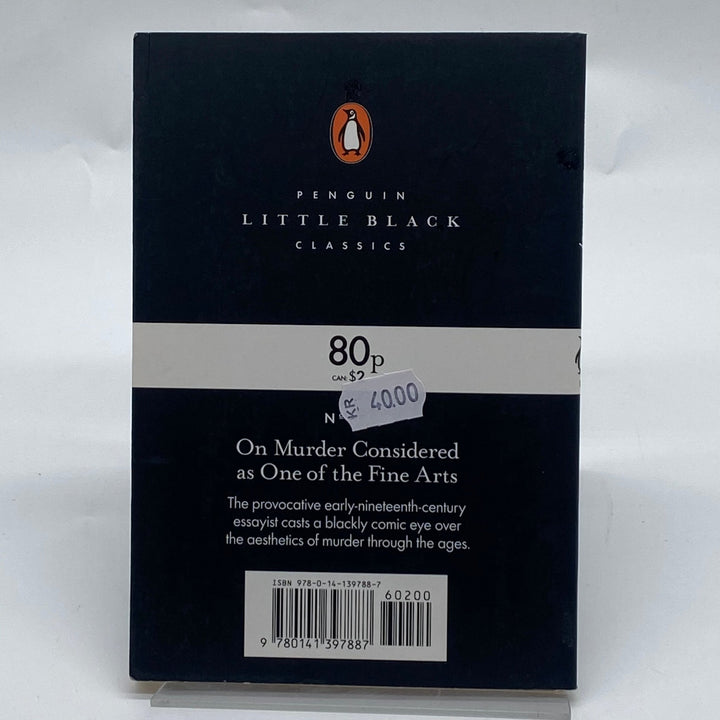 PENGUIN
LITTLE BLACK
CLASSICS
80p
CAN: $2
KR 40.00
N
On Murder Considered
as One of the Fine Arts
The provocative early-nineteenth-century
essayist casts a blackly comic eye over
the aesthetics of murder through the ages.
ISBN 978-0-14-139788-7
60200
9 780141 397887